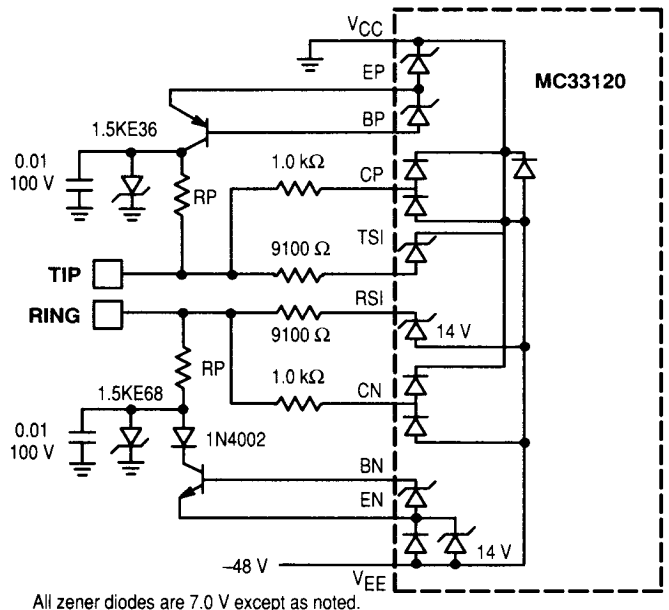 VCC
EP
MC33120
BP
1.5KE36
0.01
100 V
1.0 kΩ
CP
RP
TSI
9100 Ω
TIP
RING
RSI
9100 Ω
14 V
RP
1.0 kΩ
1.5KE68
CN
0.01
100 V
1N4002
BN
EN
–48 V
14 V
VEE
All zener diodes are 7.0 V except as noted.